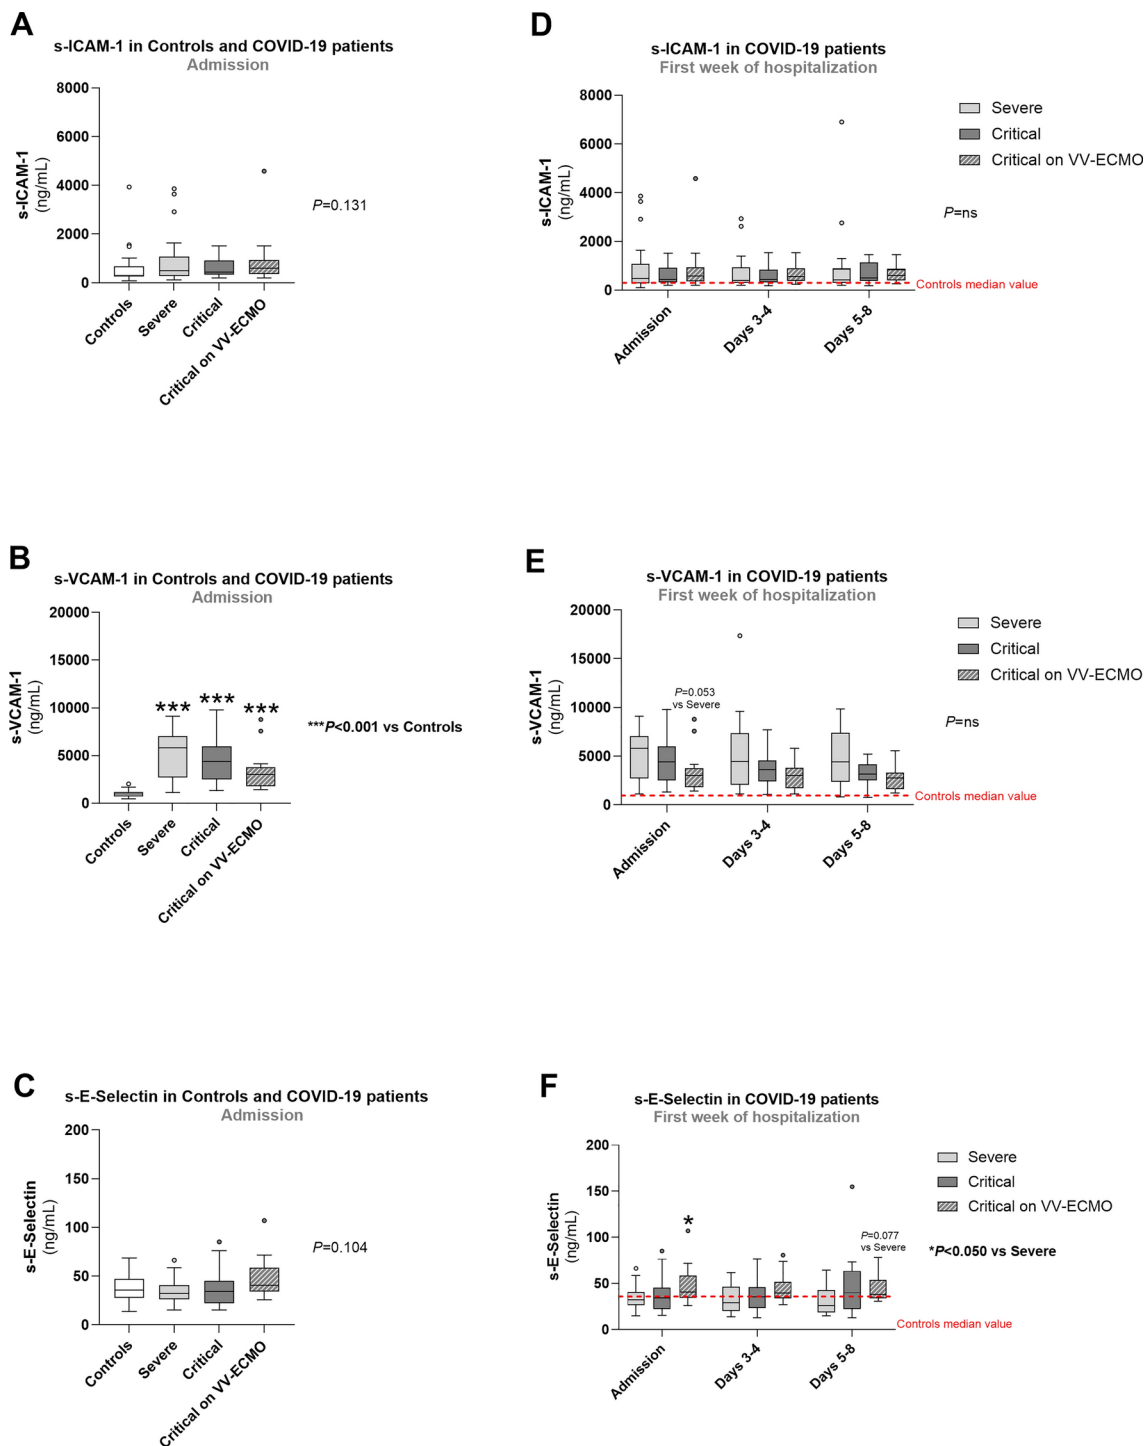 A
s-ICAM-1 in Controls and COVID-19 patients
Admission
s-ICAM-1
(ng/mL)
8000
6000
4000
2000
0
P=0.131
Controls
Severe
Critical
Critical on VV-ECMO
D
s-ICAM-1 in COVID-19 patients
First week of hospitalization
s-ICAM-1
(ng/mL)
8000
6000
4000
2000
0
Severe
Critical
Critical on VV-ECMO
P=ns
Controls median value
Admission
Days 3-4
Days 5-8
B
s-VCAM-1 in Controls and COVID-19 patients
Admission
s-VCAM-1
(ng/mL)
20000
15000
10000
5000
0
***
***
***
***P<0.001 vs Controls
Controls
Severe
Critical
Critical on VV-ECMO
E
s-VCAM-1 in COVID-19 patients
First week of hospitalization
s-VCAM-1
(ng/mL)
20000
15000
10000
5000
0
P=0.053
vs Severe
Severe
Critical
Critical on VV-ECMO
P=ns
Controls median value
Admission
Days 3-4
Days 5-8
C
s-E-Selectin in Controls and COVID-19 patients
Admission
s-E-Selectin
(ng/mL)
200
150
100
50
0
P=0.104
Controls
Severe
Critical
Critical on VV-ECMO
F
s-E-Selectin in COVID-19 patients
First week of hospitalization
s-E-Selectin
(ng/mL)
200
150
100
50
0
*
P=0.077
vs Severe
Severe
Critical
Critical on VV-ECMO
*P<0.050 vs Severe
Controls median value
Admission
Days 3-4
Days 5-8